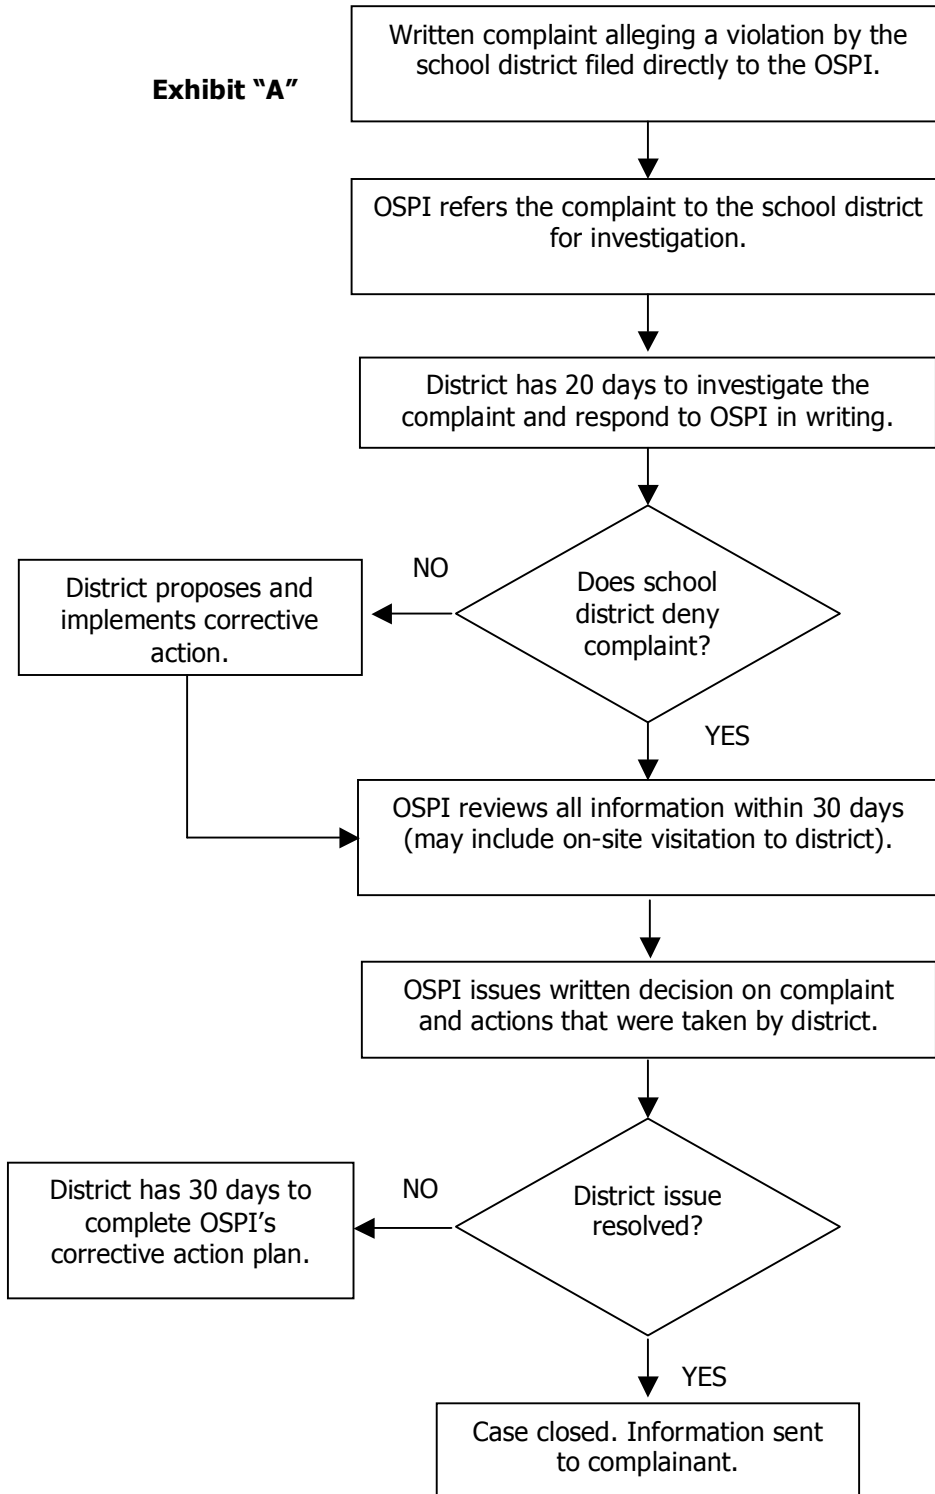 Exhibit “A”
Written complaint alleging a violation by the
school district filed directly to the OSPI.
OSPI refers the complaint to the school district
for investigation.
District has 20 days to investigate the
complaint and respond to OSPI in writing.
Does school
district deny
complaint?
NO
District proposes and
implements corrective
action.
YES
OSPI reviews all information within 30 days
(may include on-site visitation to district).
OSPI issues written decision on complaint
and actions that were taken by district.
District issue
resolved?
NO
District has 30 days to
complete OSPI’s
corrective action plan.
YES
Case closed. Information sent
to complainant.